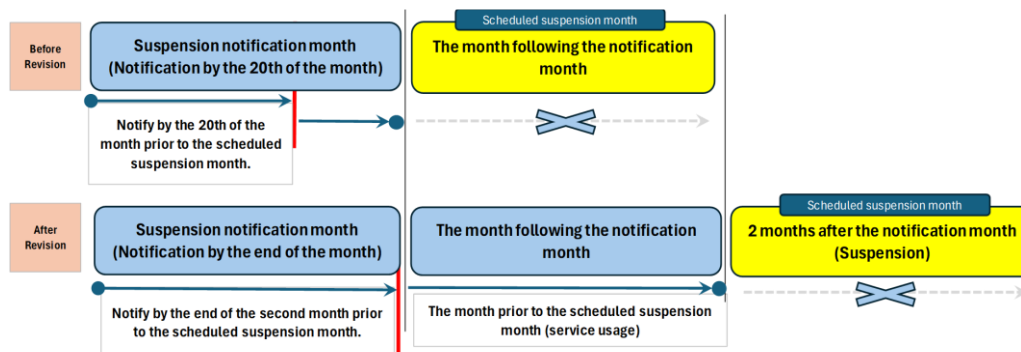 Scheduled suspension month
Before
Revision
Suspension notification month
(Notification by the 20th of the month)
The month following the notification
month
Notify by the 20th of the
month prior to the scheduled
suspension month.
Scheduled suspension month
After
Revision
Suspension notification month
(Notification by the end of the month)
The month following the notification
month
2 months after the notification month
(Suspension)
Notify by the end of the second month prior
to the scheduled suspension month.
The month prior to the scheduled suspension
month (service usage)